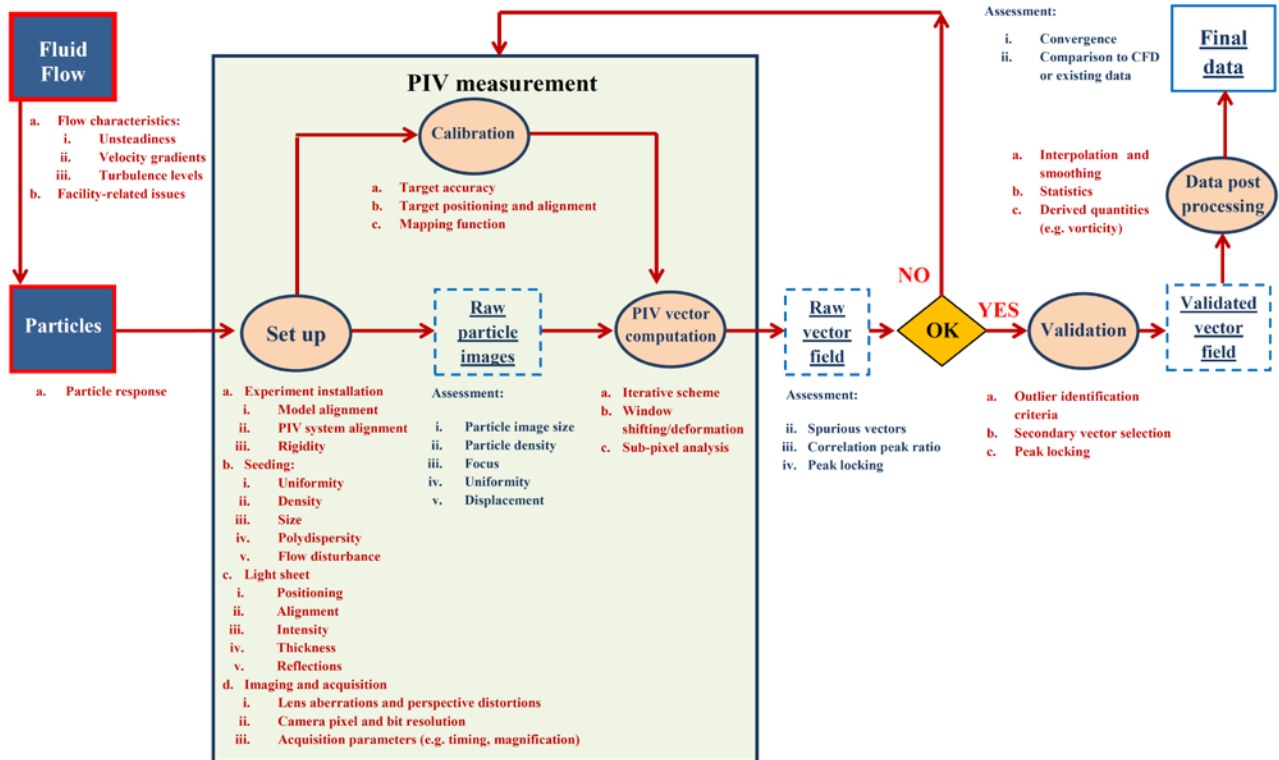 Fluid
Flow
a. Flow characteristics:
i. Unsteadiness
ii. Velocity gradients
iii. Turbulence levels
b. Facility-related issues
Particles
a. Particle response
PIV measurement
Calibration
a. Target accuracy
b. Target positioning and alignment
c. Mapping function
Set up
a. Experiment installation
i. Model alignment
ii. PIV system alignment
iii. Rigidity
b. Seeding:
i. Uniformity
ii. Density
iii. Size
iv. Polydispersity
v. Flow disturbance
c. Light sheet
i. Positioning
ii. Alignment
iii. Intensity
iv. Thickness
v. Reflections
d. Imaging and acquisition
i. Lens aberrations and perspective distortions
ii. Camera pixel and bit resolution
iii. Acquisition parameters (e.g. timing, magnification)
Raw
particle
images
Assessment:
i. Particle image size
ii. Particle density
iii. Focus
iv. Uniformity
v. Displacement
PIV vector
computation
a. Iterative scheme
b. Window
shifting/deformation
c. Sub-pixel analysis
Raw
vector
field
Assessment:
ii. Spurious vectors
iii. Correlation peak ratio
iv. Peak locking
NO
OK
YES
Validation
a. Outlier identification
criteria
b. Secondary vector selection
c. Peak locking
Validated
vector
field
Data post
processing
a. Interpolation and
smoothing
b. Statistics
c. Derived quantities
(e.g. vorticity)
Final
data
Assessment:
i. Convergence
ii. Comparison to CFD
or existing data